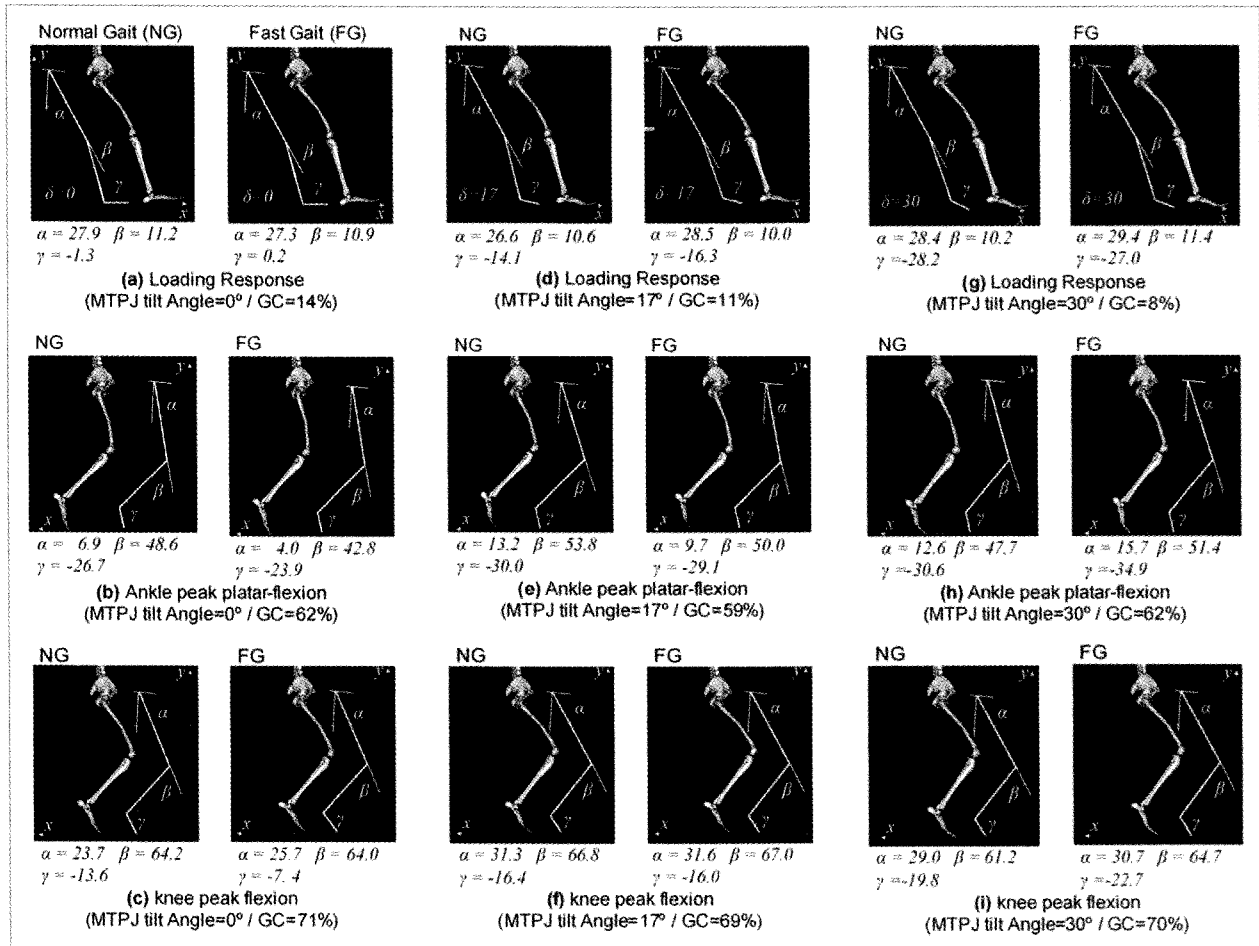 Normal Gait (NG) Fast Gait (FG) NG FG NG FG
y y y y y y
α α α α α α
β β β β β β
δ=0 γ δ=0 γ δ=17 γ δ=17 γ δ=30 γ δ=30 γ
x x x x x x
α = 27.9 β = 11.2 α = 27.3 β = 10.9 α = 26.6 β = 10.6 α = 28.5 β = 10.0 α = 28.4 β = 10.2 α = 29.4 β = 11.4
γ = -1.3 γ = 0.2 γ = -14.1 γ = -16.3 γ = -28.2 γ = -27.0
(a) Loading Response (d) Loading Response (g) Loading Response
(MTPJ tilt Angle=0° / GC=14%) (MTPJ tilt Angle=17° / GC=11%) (MTPJ tilt Angle=30° / GC=8%)
NG FG NG FG NG FG
y y y y y y
α α α α α α
β β β β β β
γ γ γ γ γ γ
x x x x x x
α = 6.9 β = 48.6 α = 4.0 β = 42.8 α = 13.2 β = 53.8 α = 9.7 β = 50.0 α = 12.6 β = 47.7 α = 15.7 β = 51.4
γ = -26.7 γ = -23.9 γ = -30.0 γ = -29.1 γ = -30.6 γ = -34.9
(b) Ankle peak platar-flexion (e) Ankle peak platar-flexion (h) Ankle peak platar-flexion
(MTPJ tilt Angle=0° / GC=62%) (MTPJ tilt Angle=17° / GC=59%) (MTPJ tilt Angle=30° / GC=62%)
NG FG NG FG NG FG
y y y y y y
α α α α α α
β β β β β β
γ γ γ γ γ γ
x x x x x x
α = 23.7 β = 64.2 α = 25.7 β = 64.0 α = 31.3 β = 66.8 α = 31.6 β = 67.0 α = 29.0 β = 61.2 α = 30.7 β = 64.7
γ = -13.6 γ = -7. 4 γ = -16.4 γ = -16.0 γ = -19.8 γ = -22.7
(c) knee peak flexion (f) knee peak flexion (i) knee peak flexion
(MTPJ tilt Angle=0° / GC=71%) (MTPJ tilt Angle=17° / GC=69%) (MTPJ tilt Angle=30° / GC=70%)